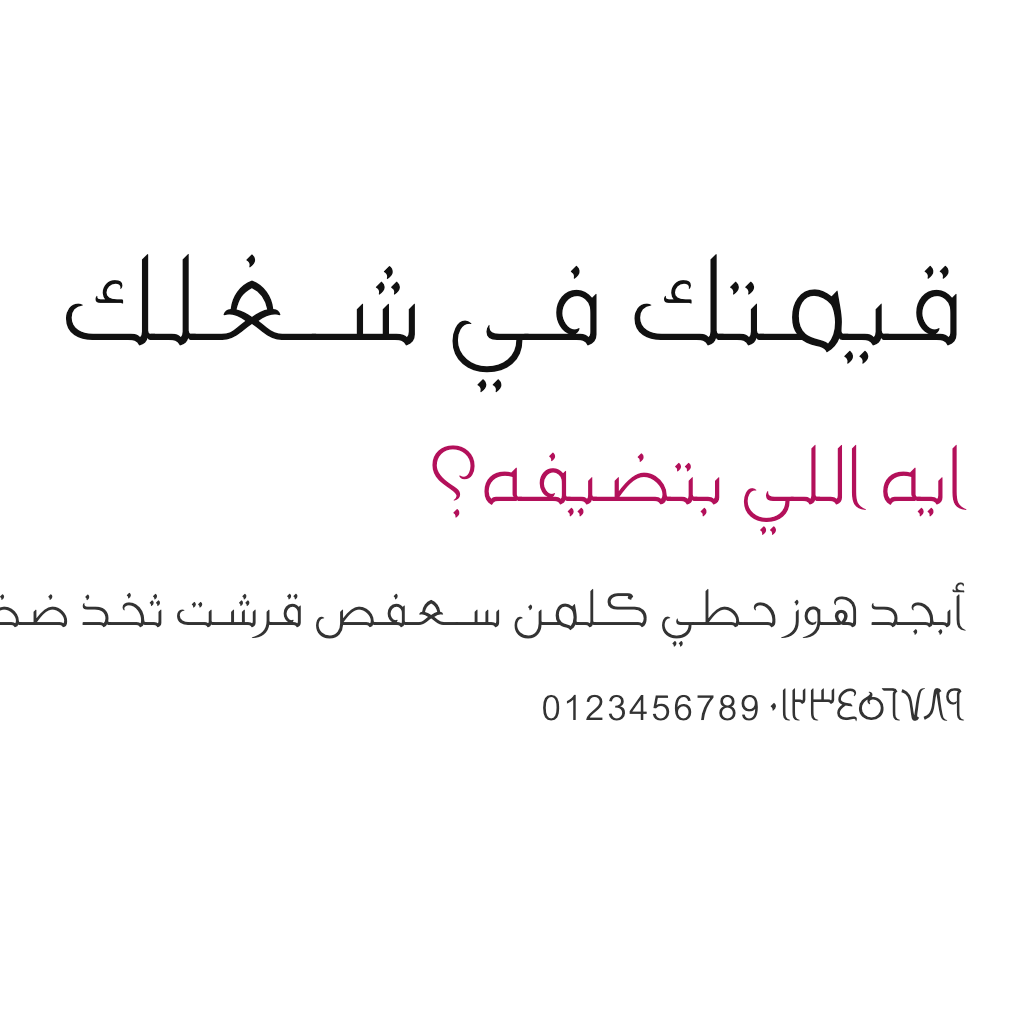 قيمتك في شغلك
ايه اللي بتضيفه؟
أبجد هوز حطي كلمن سعفص قرشت ثخذ
٠١٢٣٤٥٦٧٨٩ 0123456789